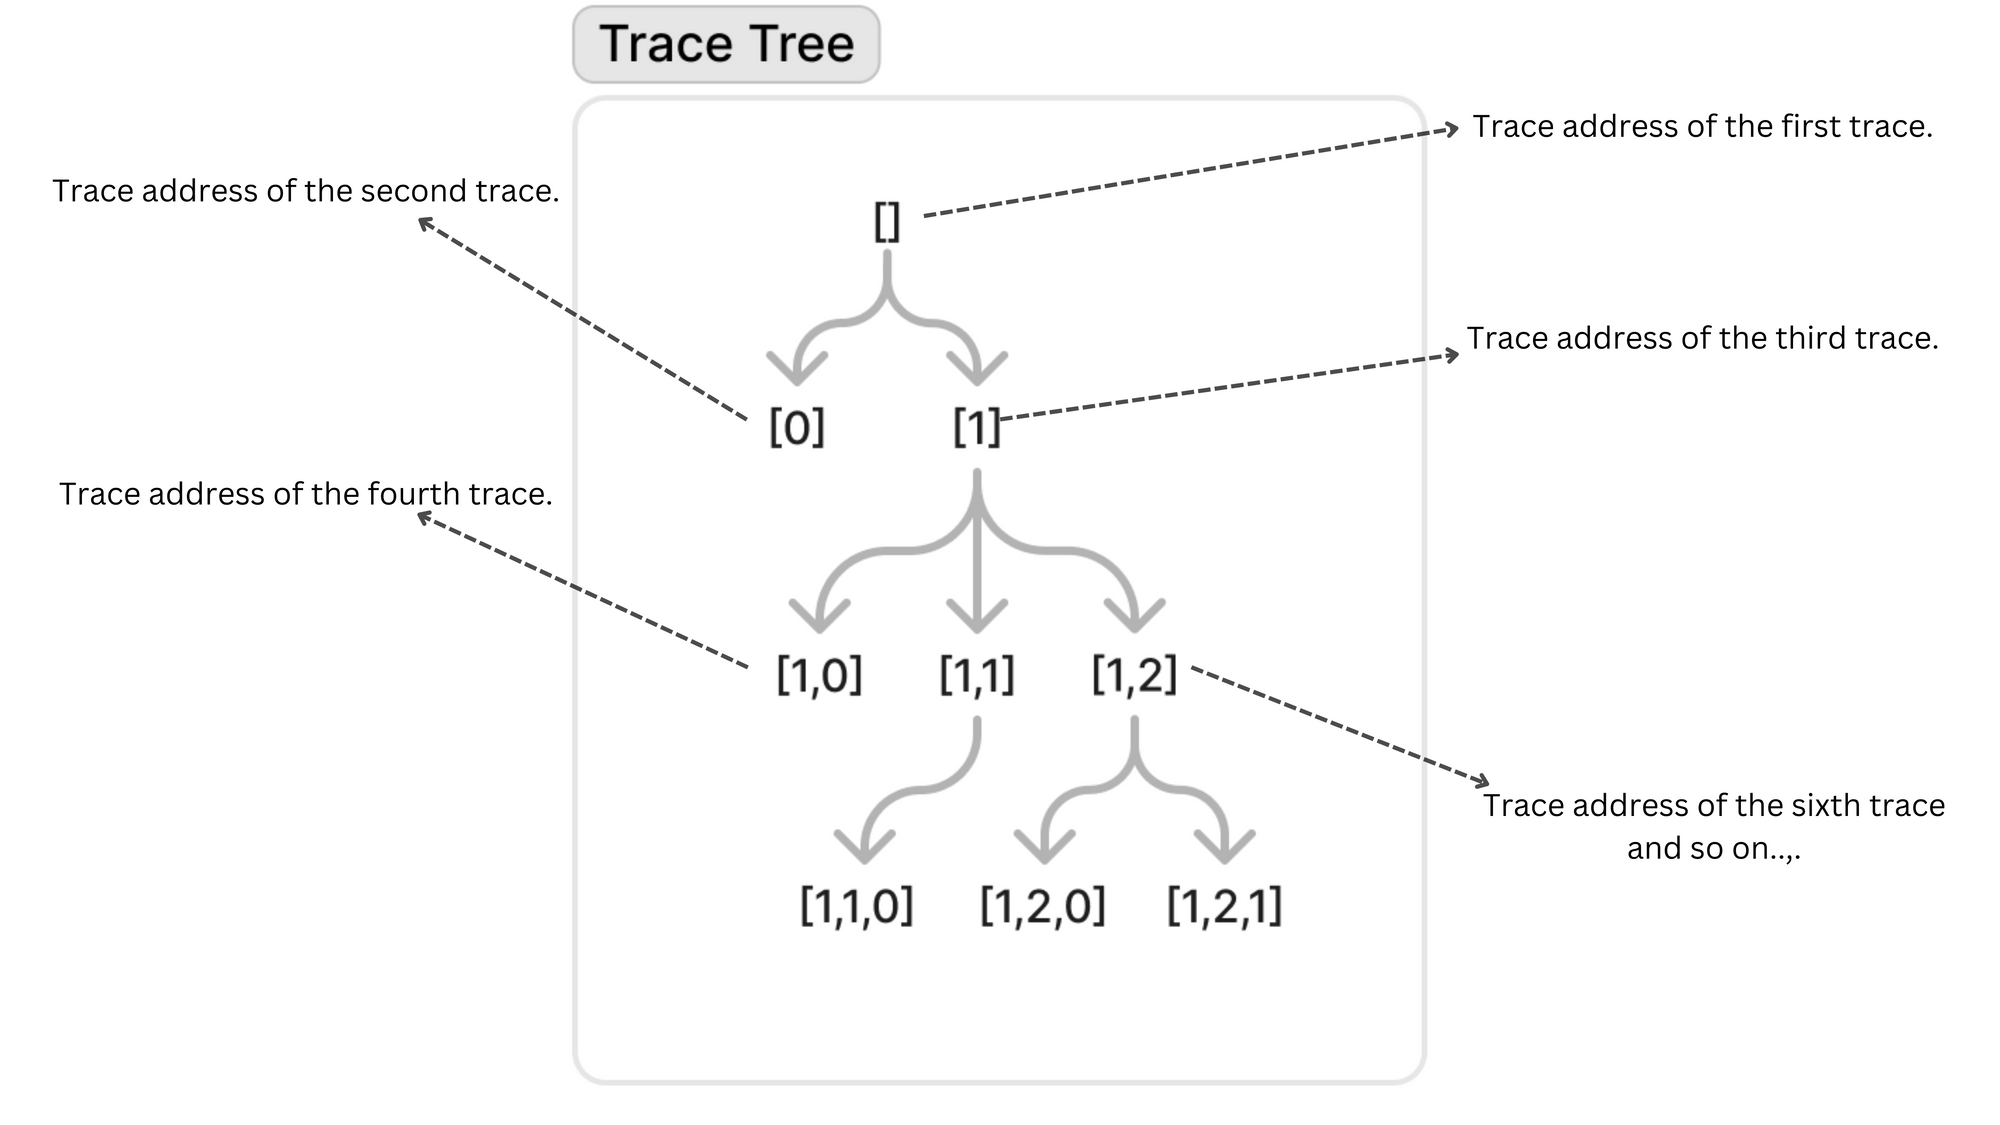 Trace Tree
Trace address of the first trace.
Trace address of the second trace.
[]
Trace address of the third trace.
[0] [1]
Trace address of the fourth trace.
[1,0] [1,1] [1,2]
Trace address of the sixth trace
and so on..,.
[1,1,0] [1,2,0] [1,2,1]